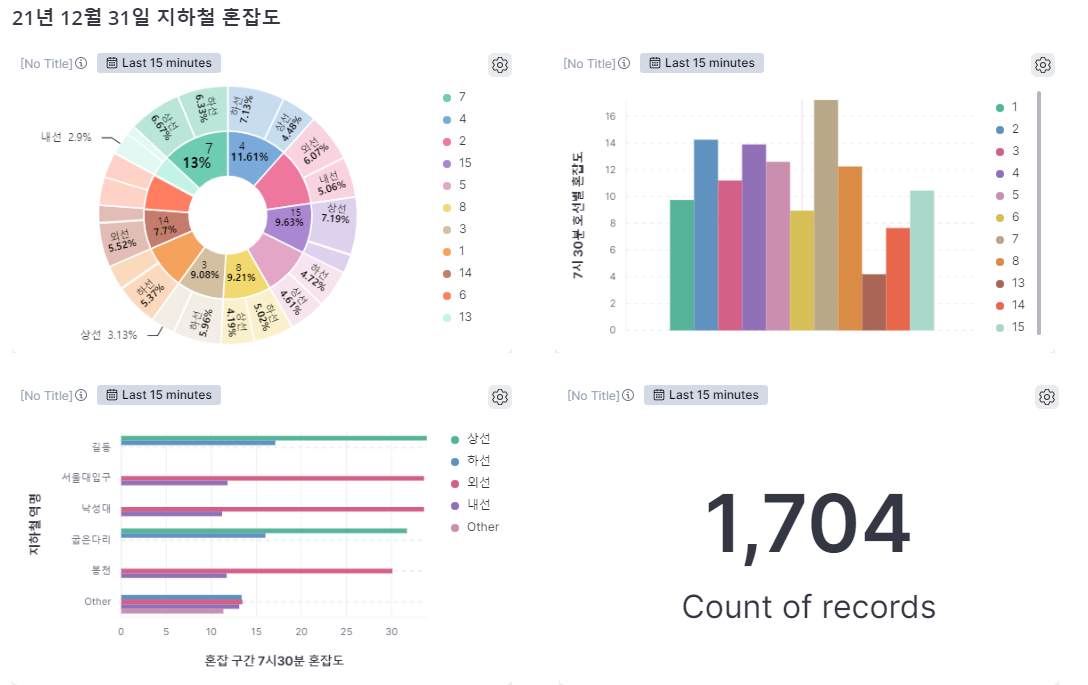 21년 12월 31일 지하철 혼잡도
[No Title] Last 15 minutes
7 13%
4 11.61%
15 9.63%
8 9.21%
3 9.08%
14 7.7%
하선 7.13%
상선 4.48%
외선 6.07%
내선 5.06%
상선 7.19%
하선 4.72%
상선 4.61%
하선 5.02%
상선 4.19%
하선 5.96%
상선 3.13%
하선 5.37%
외선 5.52%
내선 2.9%
상선 6.67%
하선 6.33%
7
4
2
15
5
8
3
1
14
6
13
[No Title] Last 15 minutes
7시 30분 호선별 혼잡도
16
14
12
10
8
6
4
2
0
1
2
3
4
5
6
7
8
13
14
15
[No Title] Last 15 minutes
지하철 역명
길동
서울대입구
낙성대
굽은다리
봉천
Other
0 5 10 15 20 25 30
혼잡 구간 7시30분 혼잡도
상선
하선
외선
내선
Other
[No Title] Last 15 minutes
1,704
Count of records